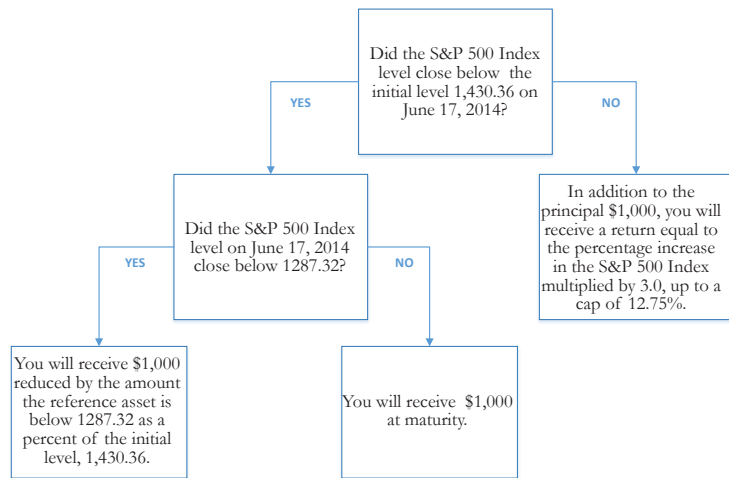 Did the S&P 500 Index
level close below the
initial level 1,430.36 on
June 17, 2014?
YES
NO
Did the S&P 500 Index
level on June 17, 2014
close below 1287.32?
In addition to the
principal $1,000, you will
receive a return equal to
the percentage increase
in the S&P 500 Index
multiplied by 3.0, up to a
cap of 12.75%.
YES
NO
You will receive $1,000
reduced by the amount
the reference asset is
below 1287.32 as a
percent of the initial
level, 1,430.36.
You will receive $1,000
at maturity.